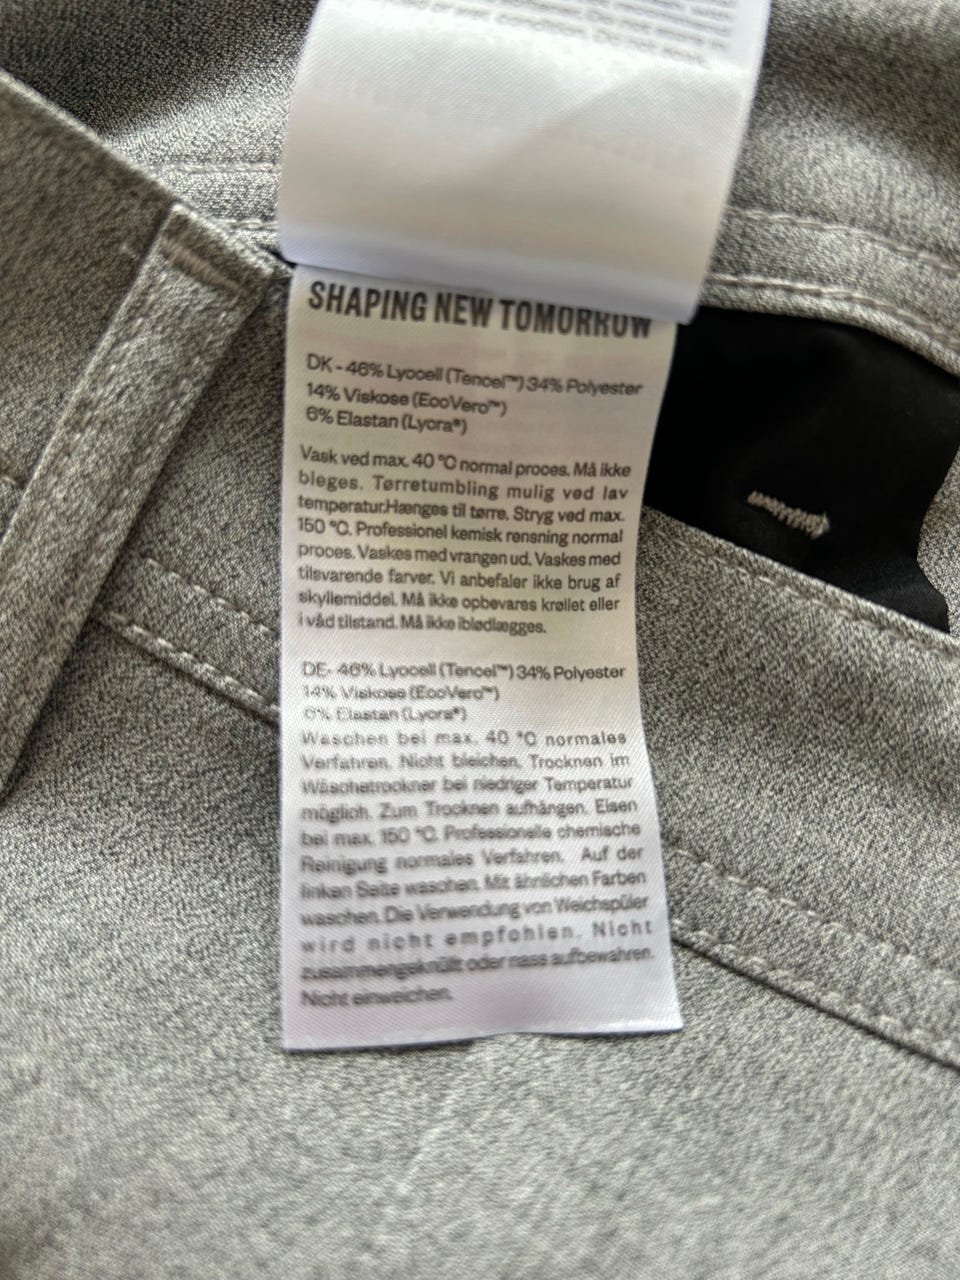 SHAPING NEW TOMORROW
DK - 46% Lyocell (Tencel™) 34% Polyester
14% Viskose (EcoVero™)
6% Elastan (Lycra®)
Vask ved max. 40 °C normal proces. Må ikke
bleges. Tørretumbling mulig ved lav
temperatur.Hænges til tørre. Stryg ved max.
150 °C. Professionel kemisk rensning normal
proces. Vaskes med vrangen ud. Vaskes med
tilsvarende farver. Vi anbefaler ikke brug af
skyllemiddel. Må ikke opbevares krøllet eller
i våd tilstand. Må ikke iblødlægges.
DE- 46% Lyocell (Tencel™) 34% Polyester
14% Viskose (EcoVero™)
6% Elastan (Lycra®)
Waschen bei max. 40 °C normales
Verfahren. Nicht bleichen. Trocknen im
Wäschetrockner bei niedriger Temperatur
möglich. Zum Trocknen aufhängen. Eisen
bei max. 150 °C. Professionelle chemische
Reinigung normales Verfahren. Auf der
linken Seite waschen. Mit ähnlichen Farben
waschen. Die Verwendung von Weichspüler
wird nicht empfohlen. Nicht
zusammengeknüllt oder nass aufbewahren.
Nicht einweichen.